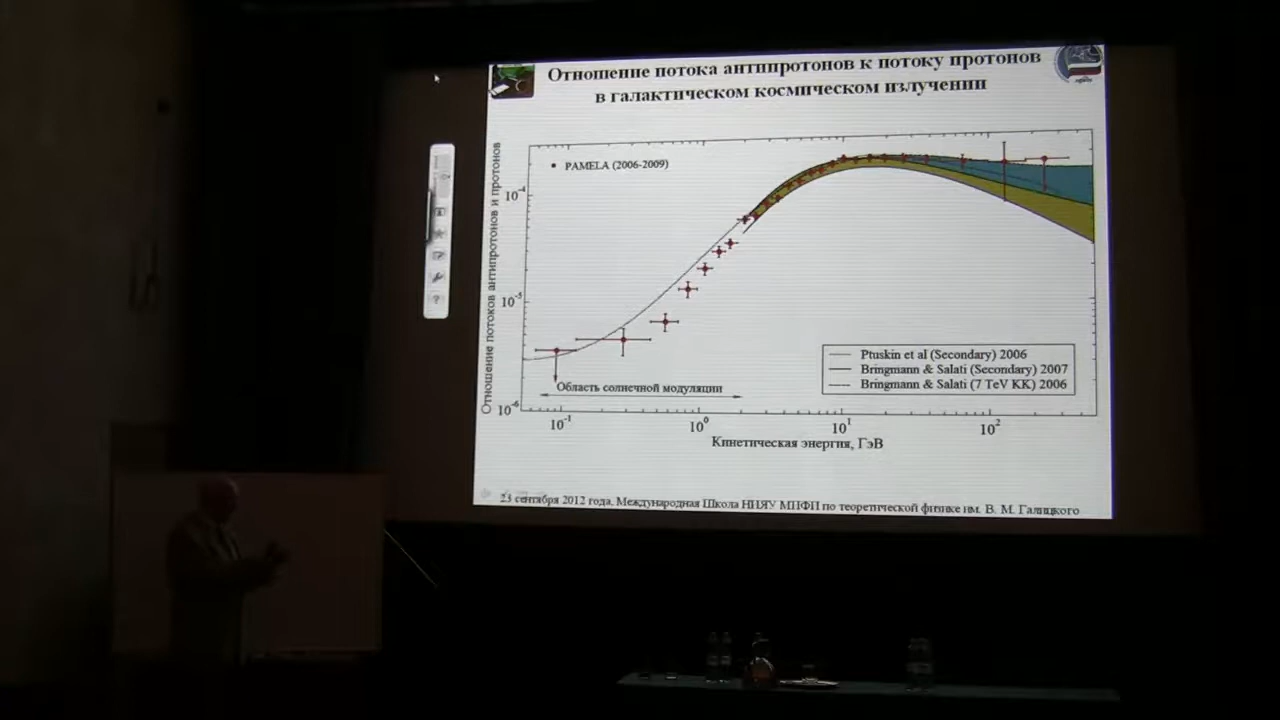 Отношение потока антипротонов к потоку протонов
в галактическом космическом излучении
Отношение потоков антипротонов и протонов
PAMELA (2006-2009)
10⁻⁴
10⁻⁵
10⁻⁶
Ptuskin et al (Secondary) 2006
Bringmann & Salati (Secondary) 2007
Bringmann & Salati (7 TeV KK) 2006
Область солнечной модуляции
10⁻¹ 10⁰ 10¹ 10²
Кинетическая энергия, ГэВ
23 сентября 2012 года, Международная Школа НИЯУ МИФИ по теоретической физике им. В. М. Галицкого